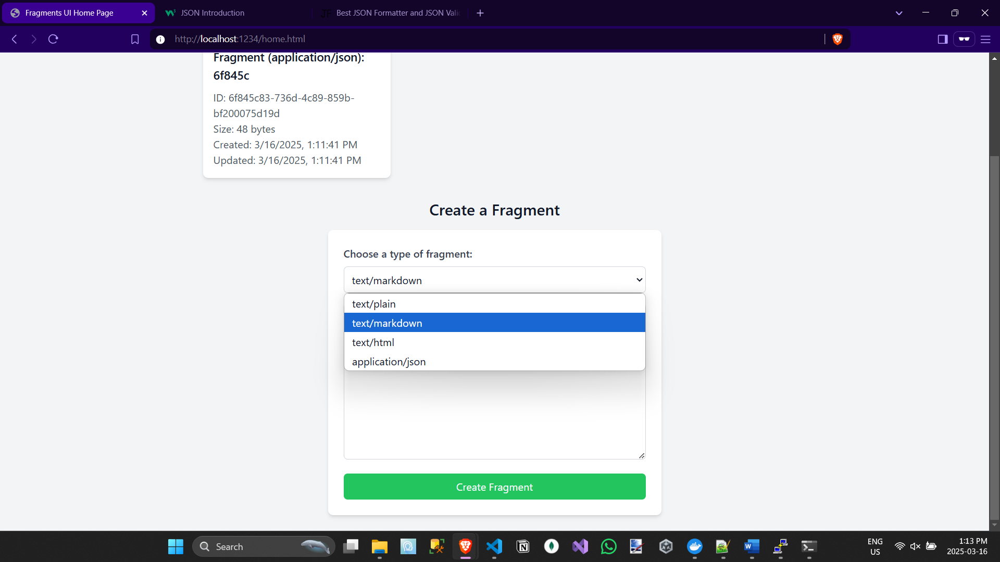 Fragments UI Home Page
JSON Introduction
Best JSON Formatter and JSON Vali
http://localhost:1234/home.html
Fragment (application/json):
6f845c
ID: 6f845c83-736d-4c89-859b-
bf200075d19d
Size: 48 bytes
Created: 3/16/2025, 1:11:41 PM
Updated: 3/16/2025, 1:11:41 PM
Create a Fragment
Choose a type of fragment:
text/markdown
text/plain
text/markdown
text/html
application/json
Create Fragment
Search
ENG
US
1:13 PM
2025-03-16